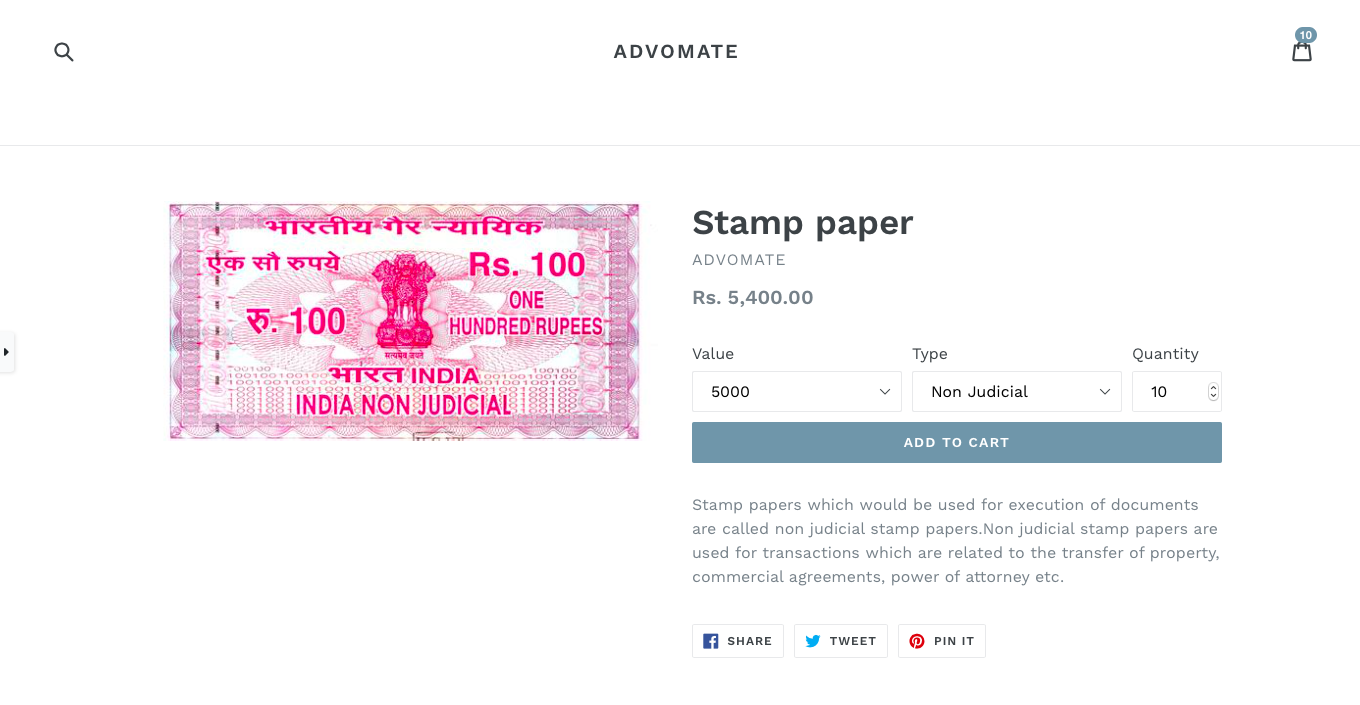 10
ADVOMATE
भारतीय गैर न्यायिक
एक सौ रुपये
Rs. 100
रु. 100
ONE
HUNDRED RUPEES
सत्यमेव जयते
भारत INDIA
INDIA NON JUDICIAL
Stamp paper
ADVOMATE
Rs. 5,400.00
Value
Type
Quantity
5000
Non Judicial
10
ADD TO CART
Stamp papers which would be used for execution of documents
are called non judicial stamp papers.Non judicial stamp papers are
used for transactions which are related to the transfer of property,
commercial agreements, power of attorney etc.
SHARE
TWEET
PIN IT